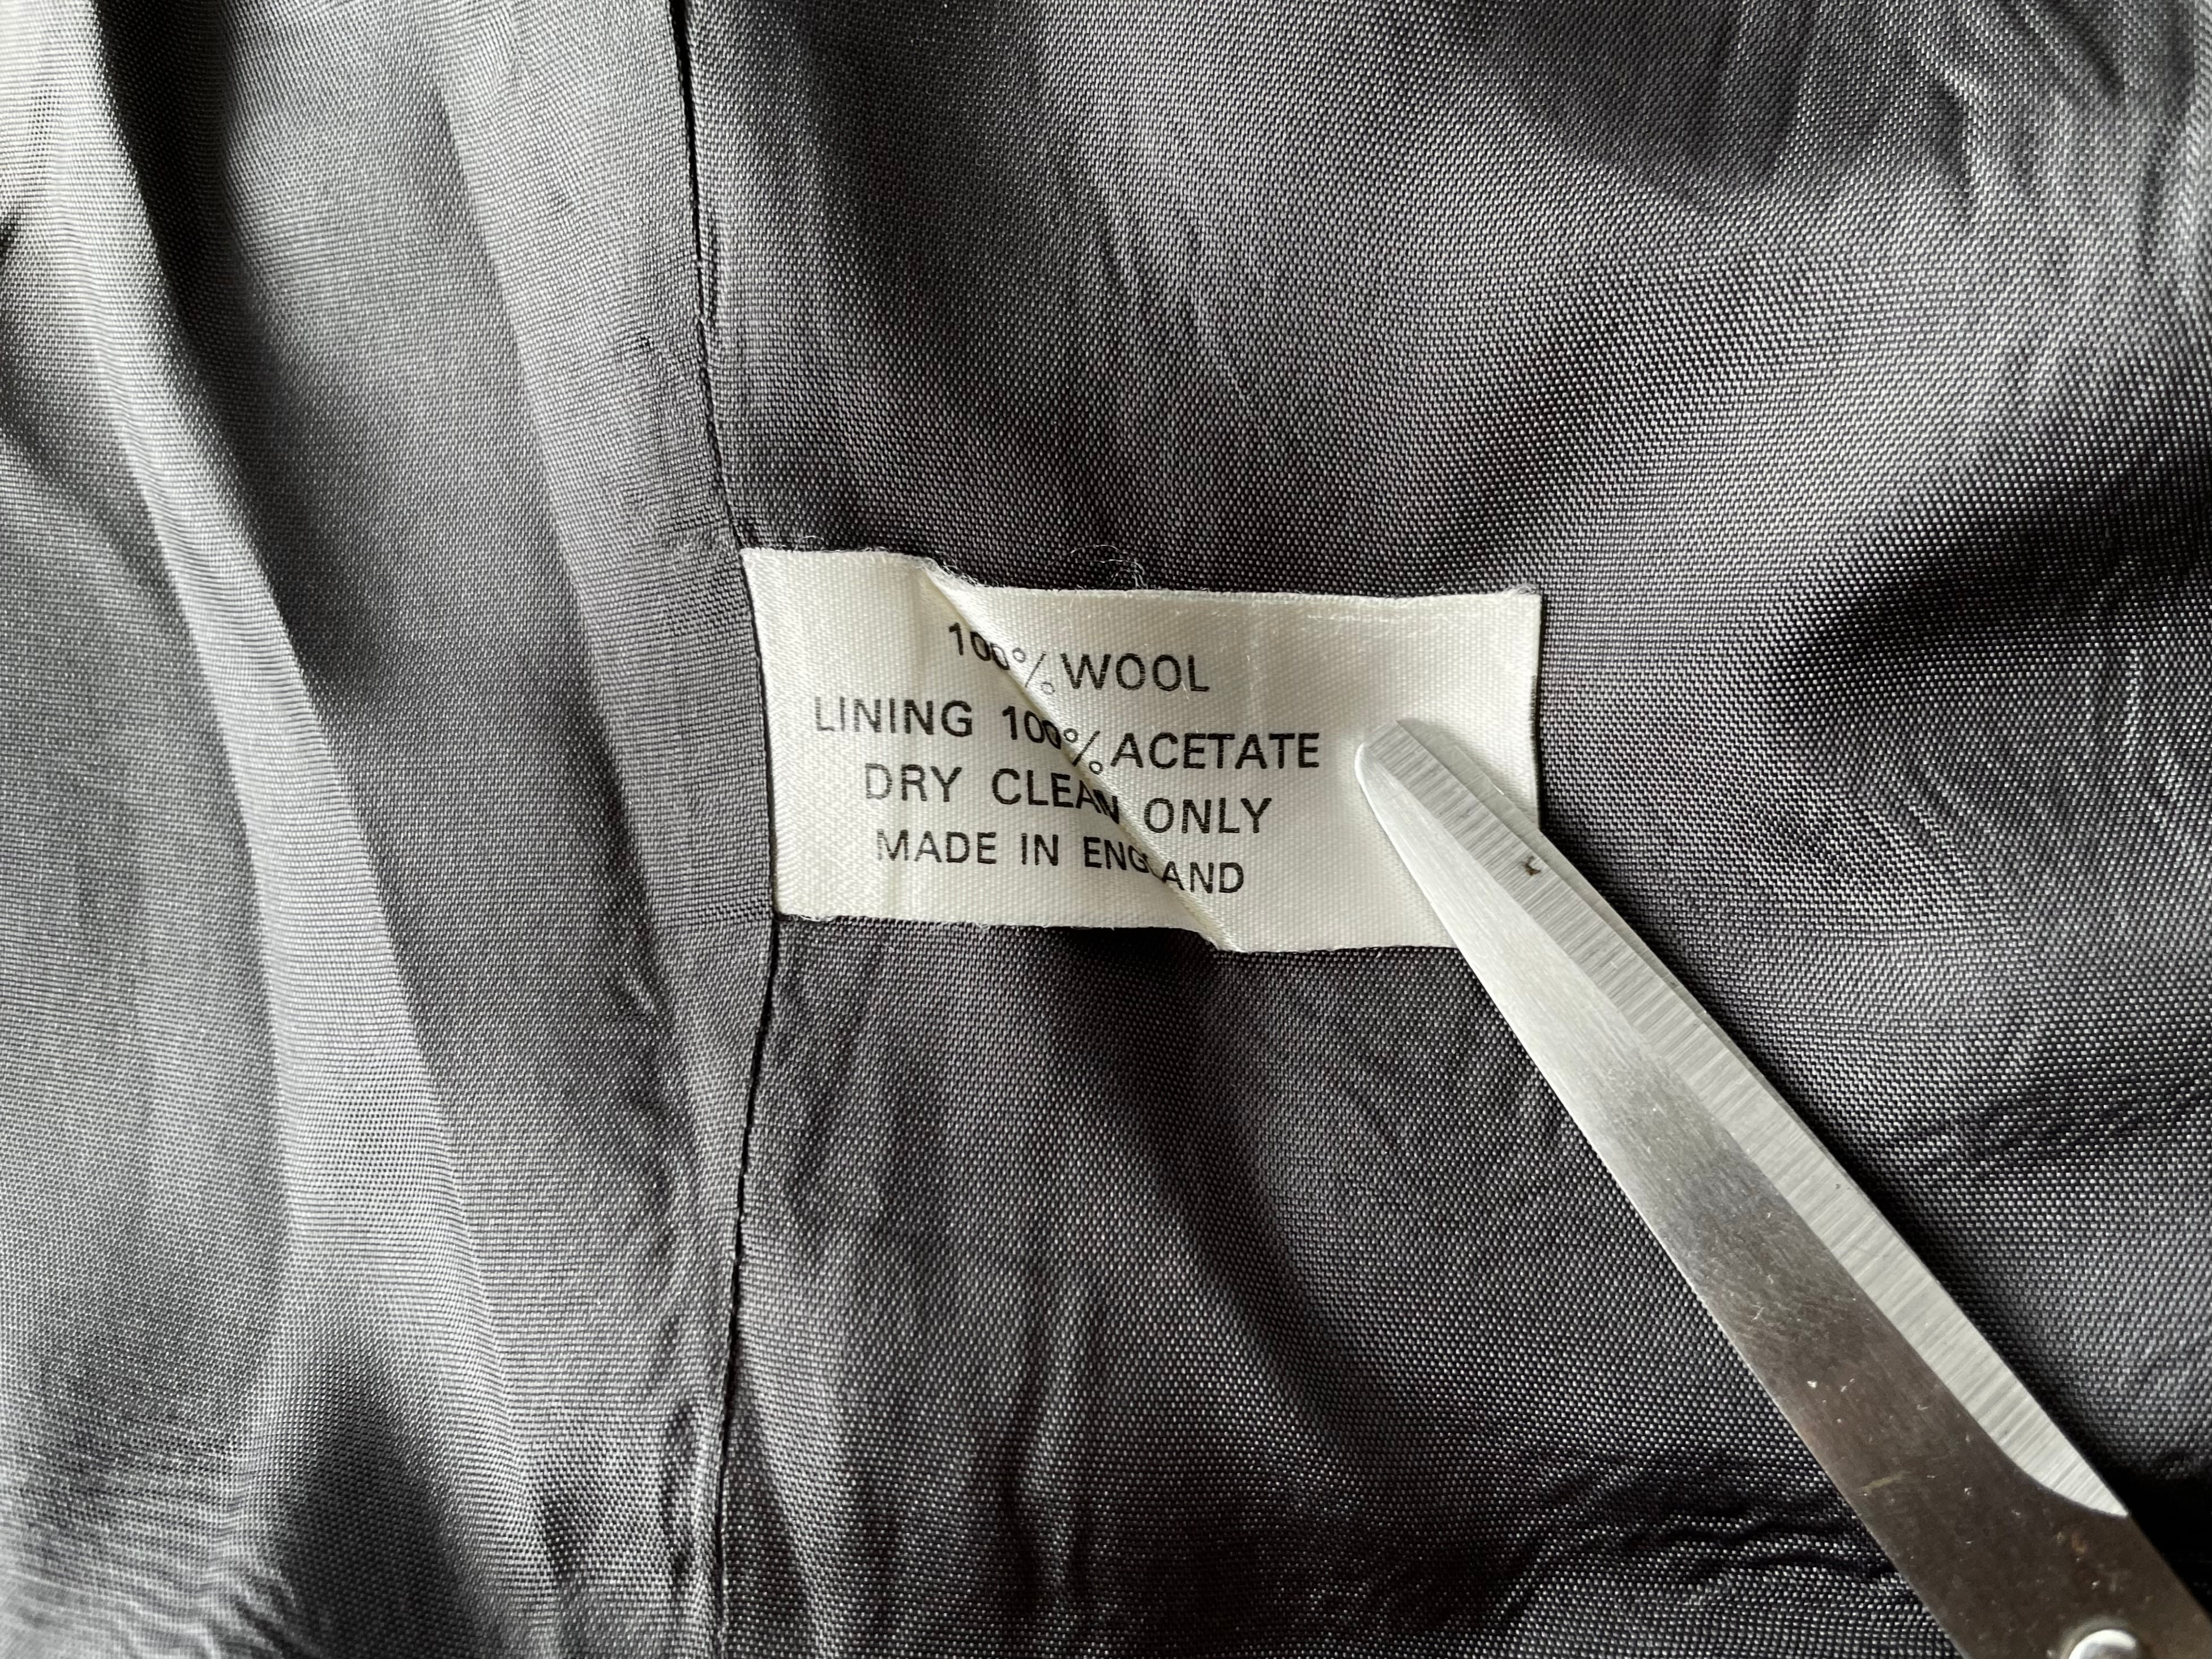 100% WOOL
LINING 100% ACETATE
DRY CLEAN ONLY
MADE IN ENGLAND